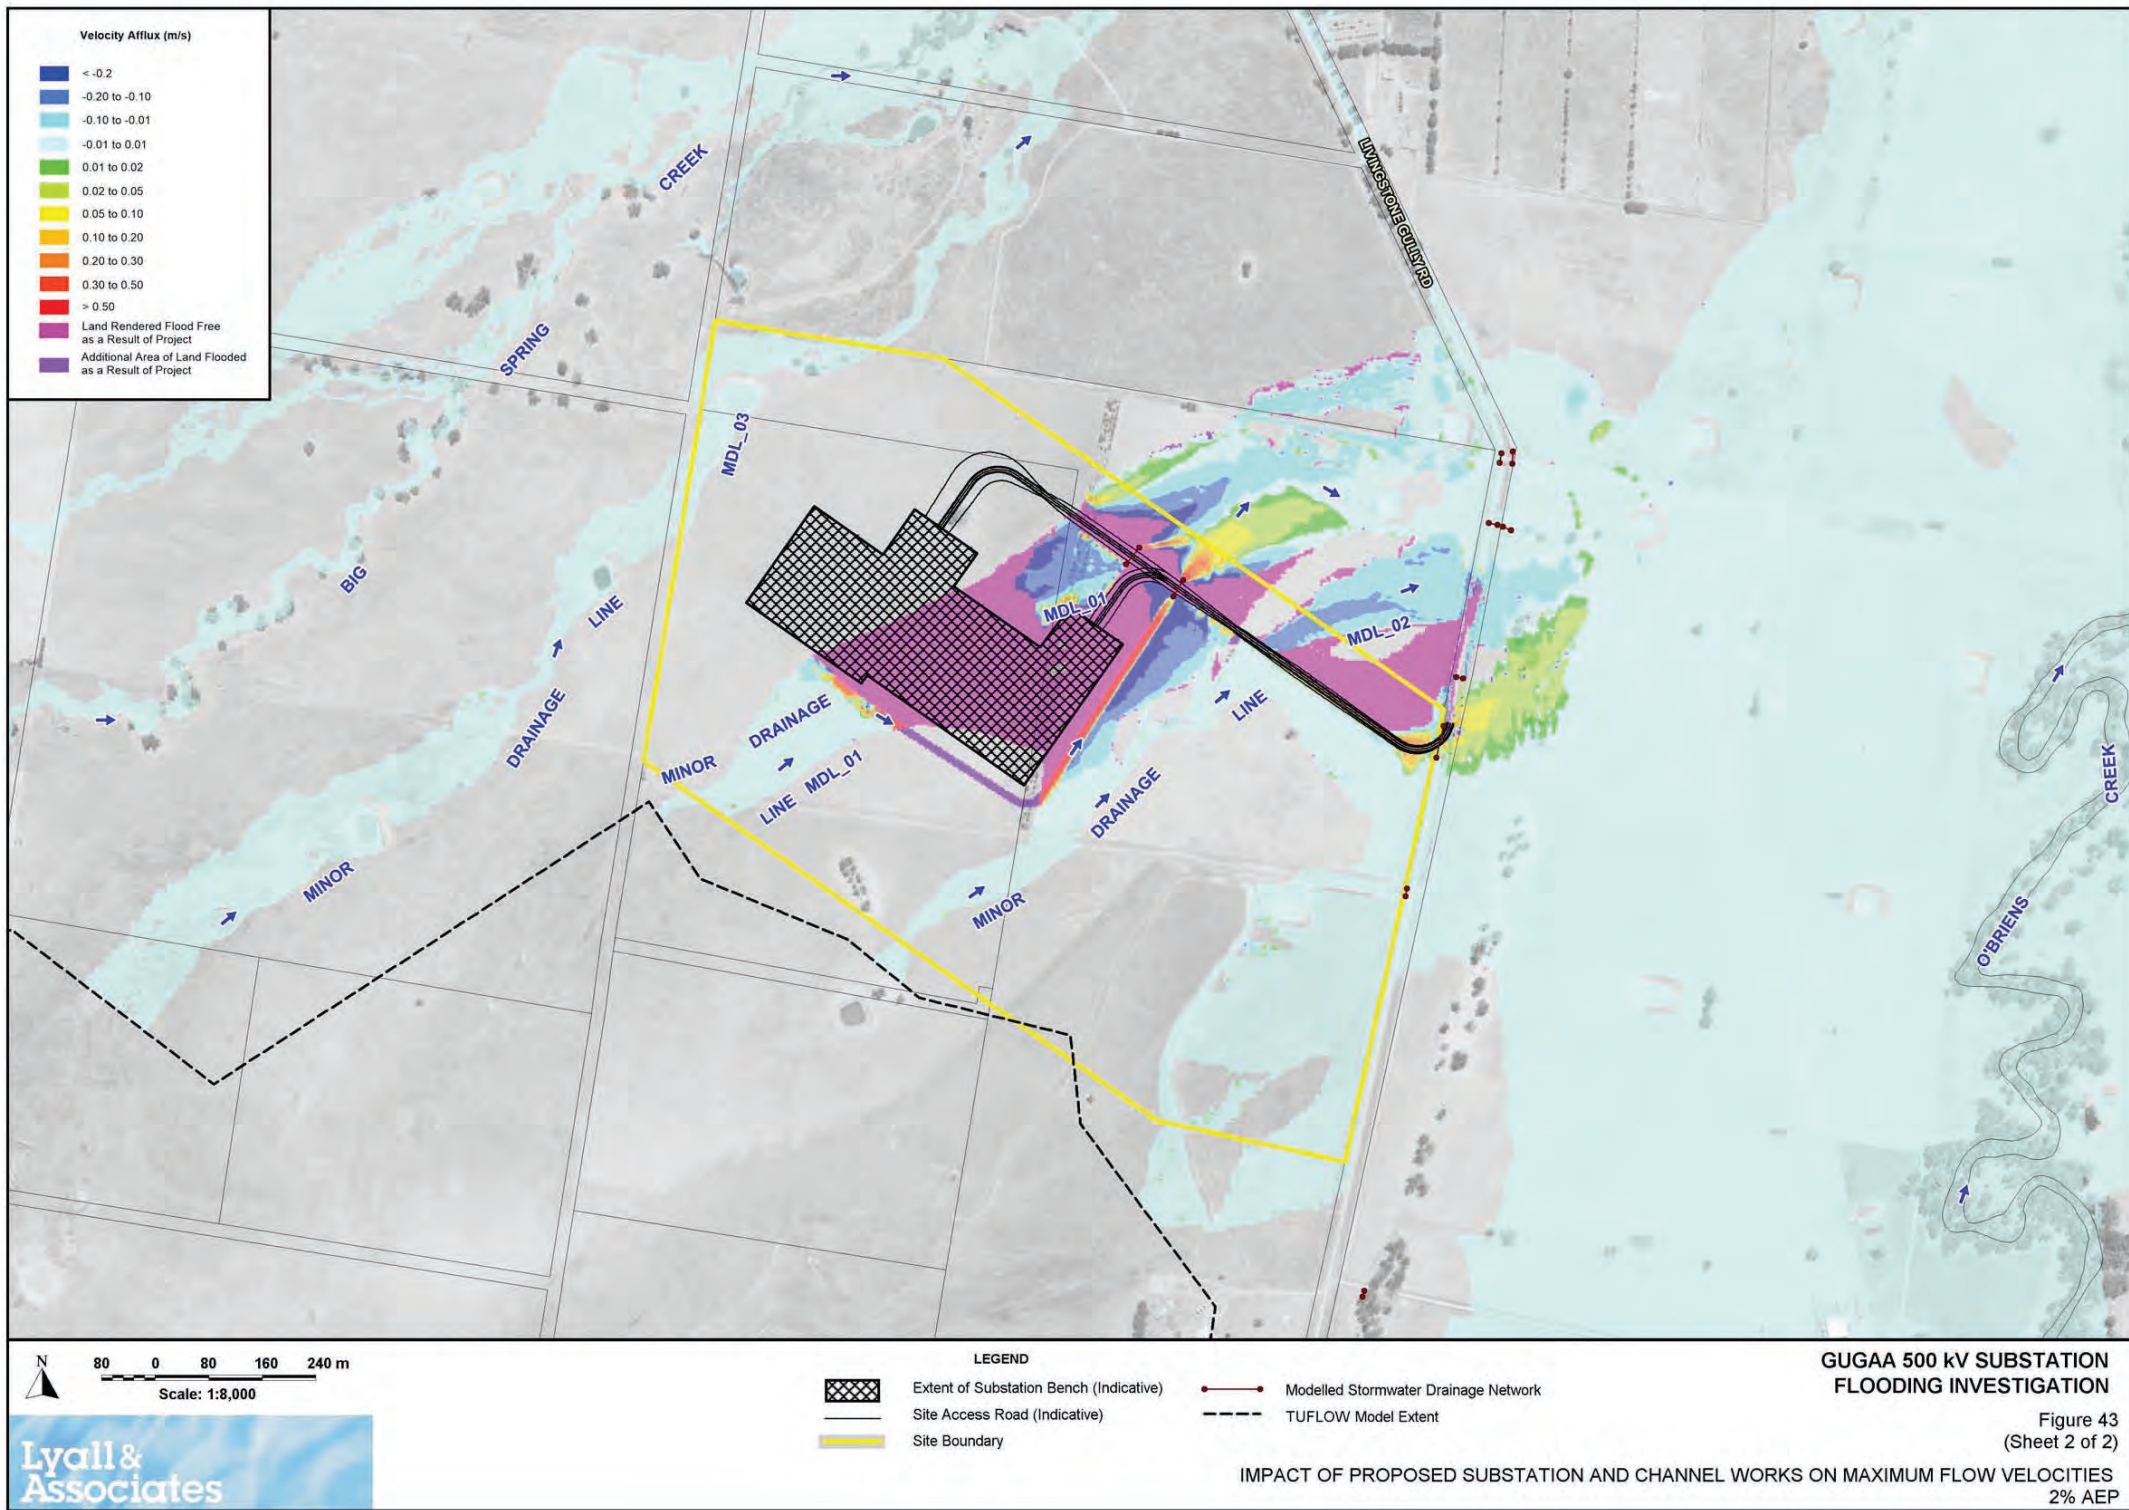 Velocity Afflux (m/s)
< -0.2
-0.20 to -0.10
-0.10 to -0.01
-0.01 to 0.01
0.01 to 0.02
0.02 to 0.05
0.05 to 0.10
0.10 to 0.20
0.20 to 0.30
0.30 to 0.50
> 0.50
Land Rendered Flood Free
as a Result of Project
Additional Area of Land Flooded
as a Result of Project
CREEK
SPRING
BIG
LIVINGSTONE GULLY RD
MDL_03
LINE
DRAINAGE
MINOR
MDL_01
MDL_02
DRAINAGE
MINOR
LINE MDL_01
LINE
DRAINAGE
MINOR
CREEK
O'BRIENS
N
80 0 80 160 240 m
Scale: 1:8,000
Lyall &
Associates
LEGEND
Extent of Substation Bench (Indicative)
Site Access Road (Indicative)
Site Boundary
Modelled Stormwater Drainage Network
TUFLOW Model Extent
GUGAA 500 kV SUBSTATION
FLOODING INVESTIGATION
Figure 43
(Sheet 2 of 2)
IMPACT OF PROPOSED SUBSTATION AND CHANNEL WORKS ON MAXIMUM FLOW VELOCITIES
2% AEP